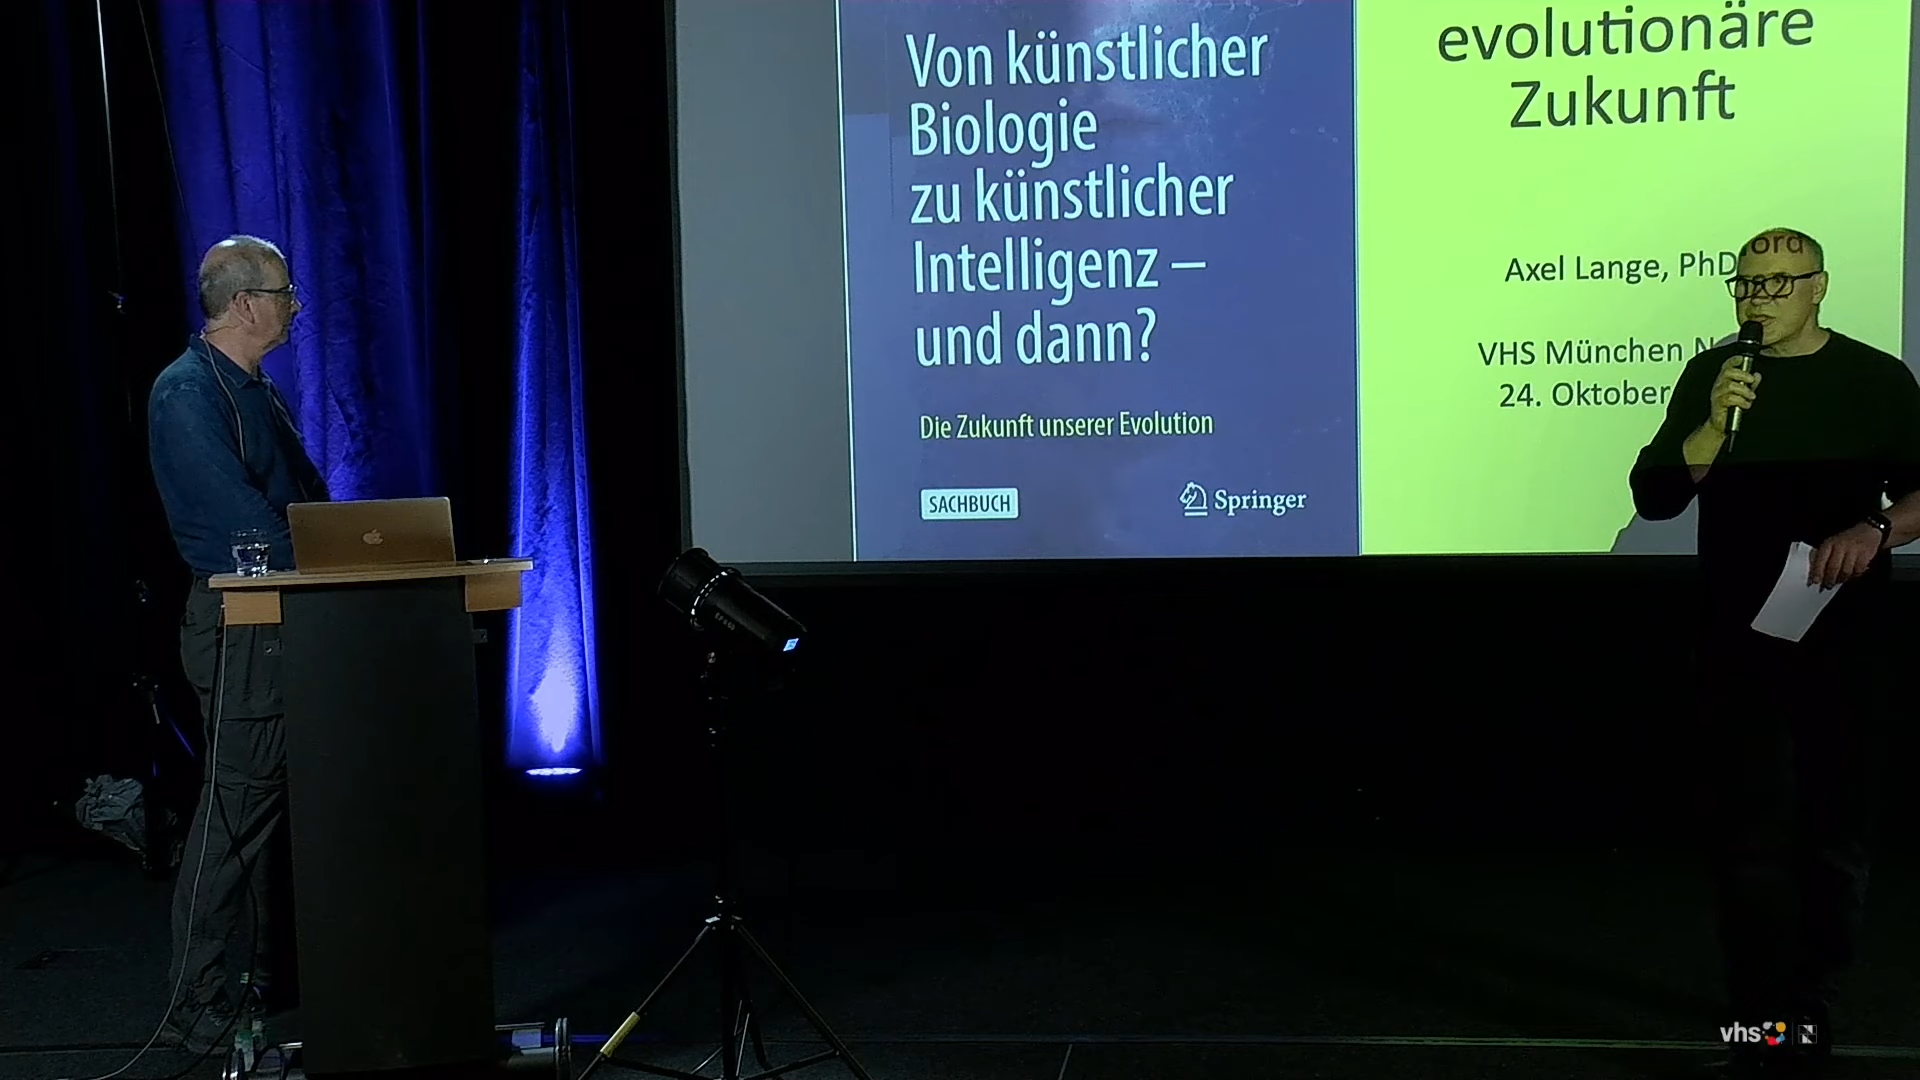 Von künstlicher
Biologie
zu künstlicher
Intelligenz –
und dann?
Die Zukunft unserer Evolution
SACHBUCH
Springer
evolutionäre
Zukunft
Axel Lange, PhD
VHS München
24. Oktober
vhs